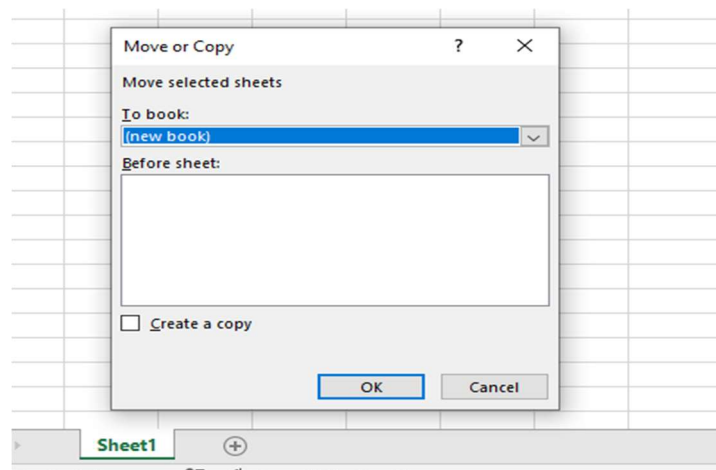 Move or Copy ? ×
Move selected sheets
To book:
(new book)
Before sheet:
Create a copy
OK Cancel
Sheet1